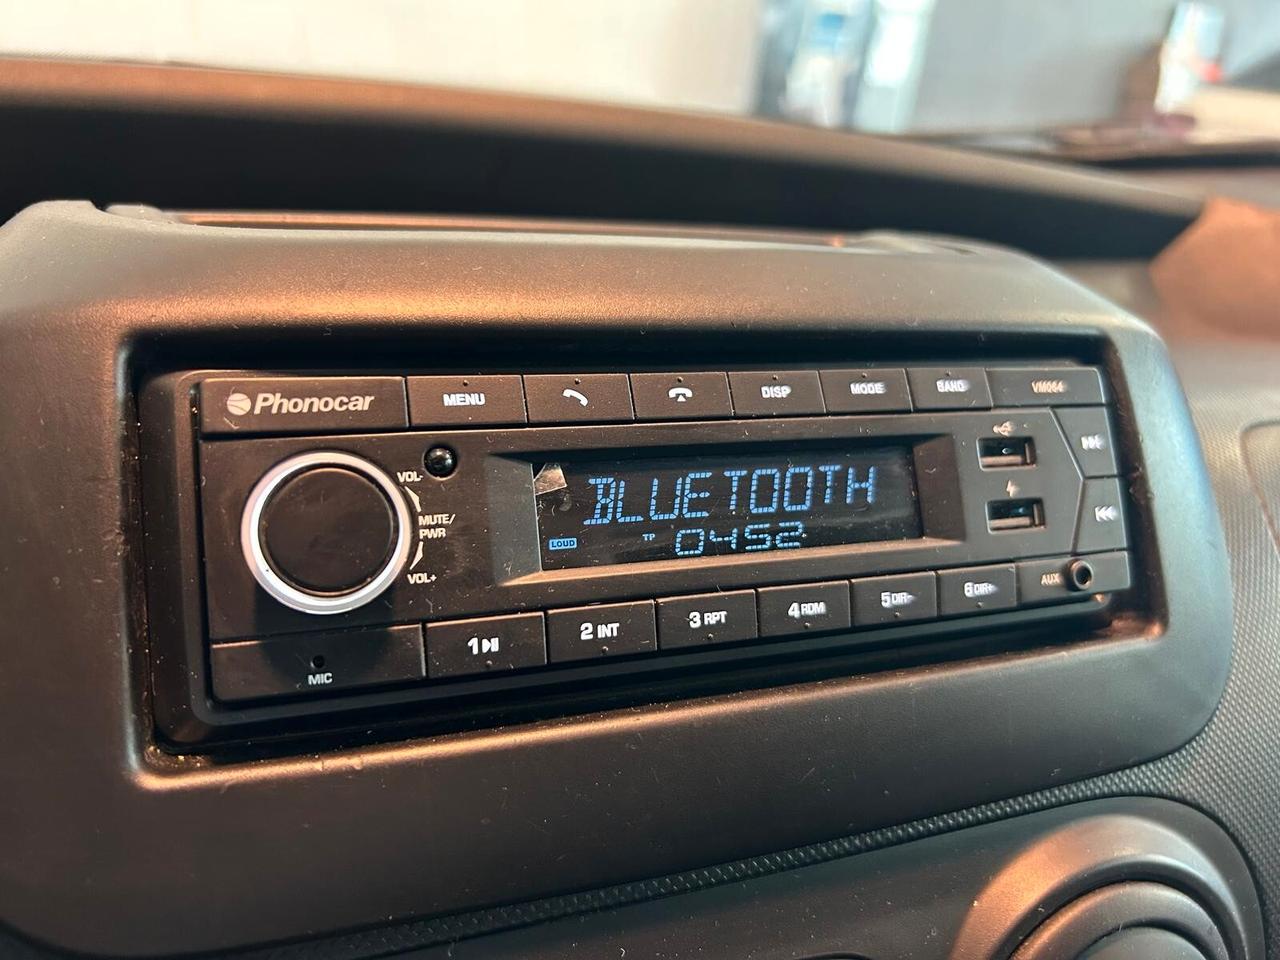 Phonocar
MENU
DISP
MODE
BAND
VM064
VOL-
MUTE/
PWR
VOL+
BLUETOOTH
LOUD
TP
0452
AUX
MIC
1
2 INT
3 RPT
4 RDM
5 DIR-
6 DIR+